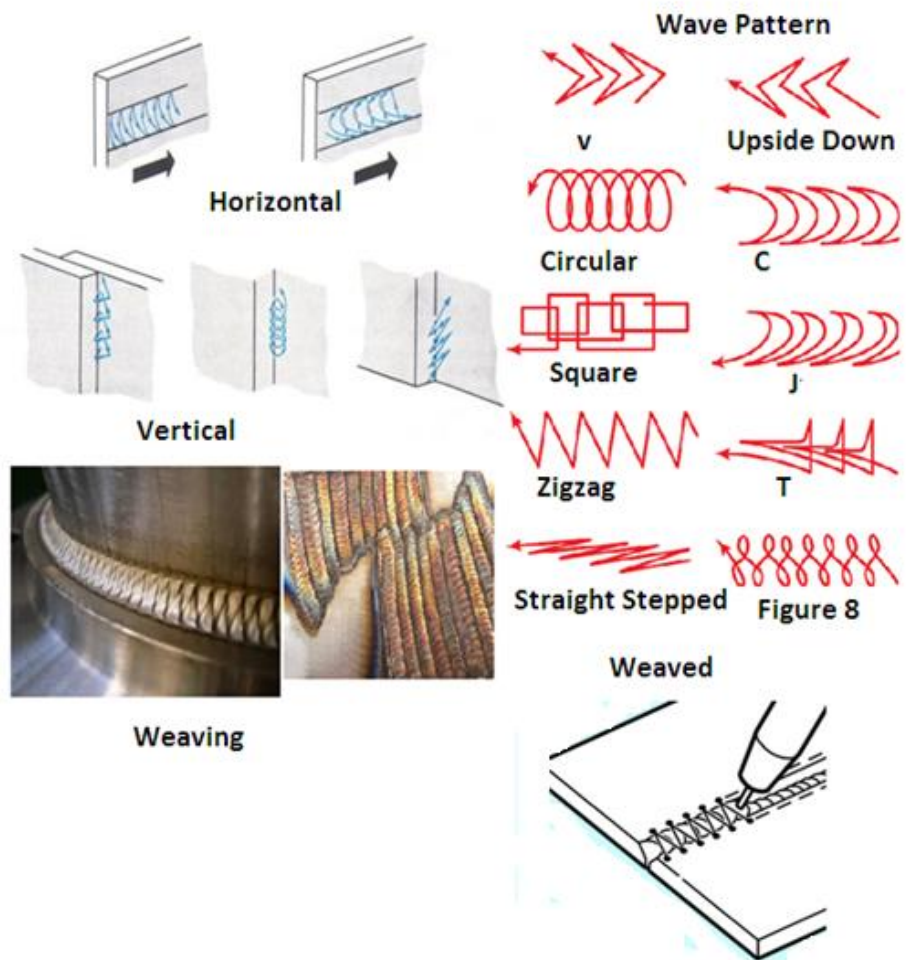 Wave Pattern
v
Upside Down
Horizontal
Circular
C
Square
J
Vertical
Zigzag
T
Straight Stepped
Figure 8
Weaved
Weaving